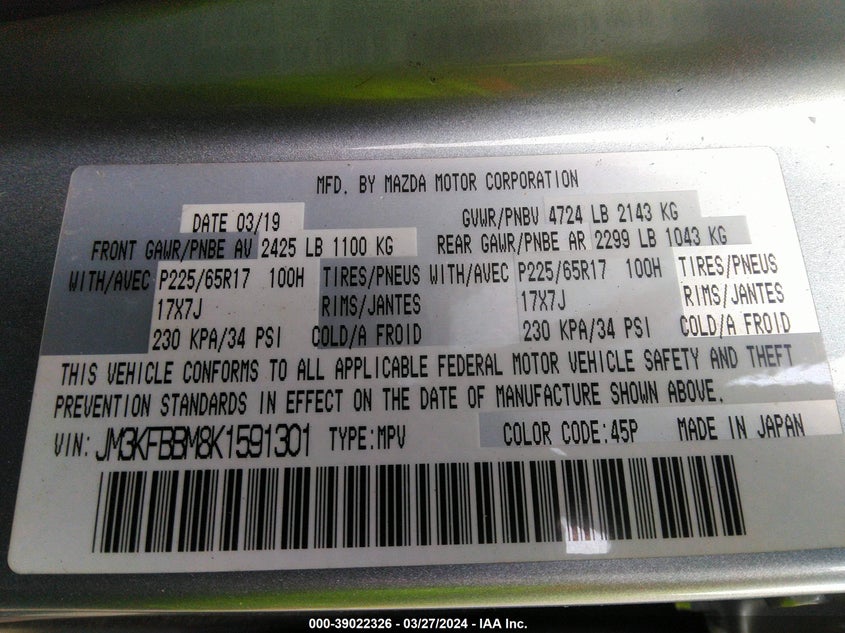 MFD. BY MAZDA MOTOR CORPORATION
DATE 03/19 GVWR/PNBV 4724 LB 2143 KG
FRONT GAWR/PNBE AV 2425 LB 1100 KG REAR GAWR/PNBE AR 2299 LB 1043 KG
WITH/AVEC P225/65R17 100H TIRES/PNEUS WITH/AVEC P225/65R17 100H TIRES/PNEUS
17X7J RIMS/JANTES 17X7J RIMS/JANTES
230 KPA/34 PSI COLD/A FROID 230 KPA/34 PSI COLD/A FROID
THIS VEHICLE CONFORMS TO ALL APPLICABLE FEDERAL MOTOR VEHICLE SAFETY AND THEFT
PREVENTION STANDARDS IN EFFECT ON THE DATE OF MANUFACTURE SHOWN ABOVE.
VIN: JM3KFBBM8K1591301 TYPE:MPV COLOR CODE:45P MADE IN JAPAN
000-39022326 - 03/27/2024 - IAA Inc.